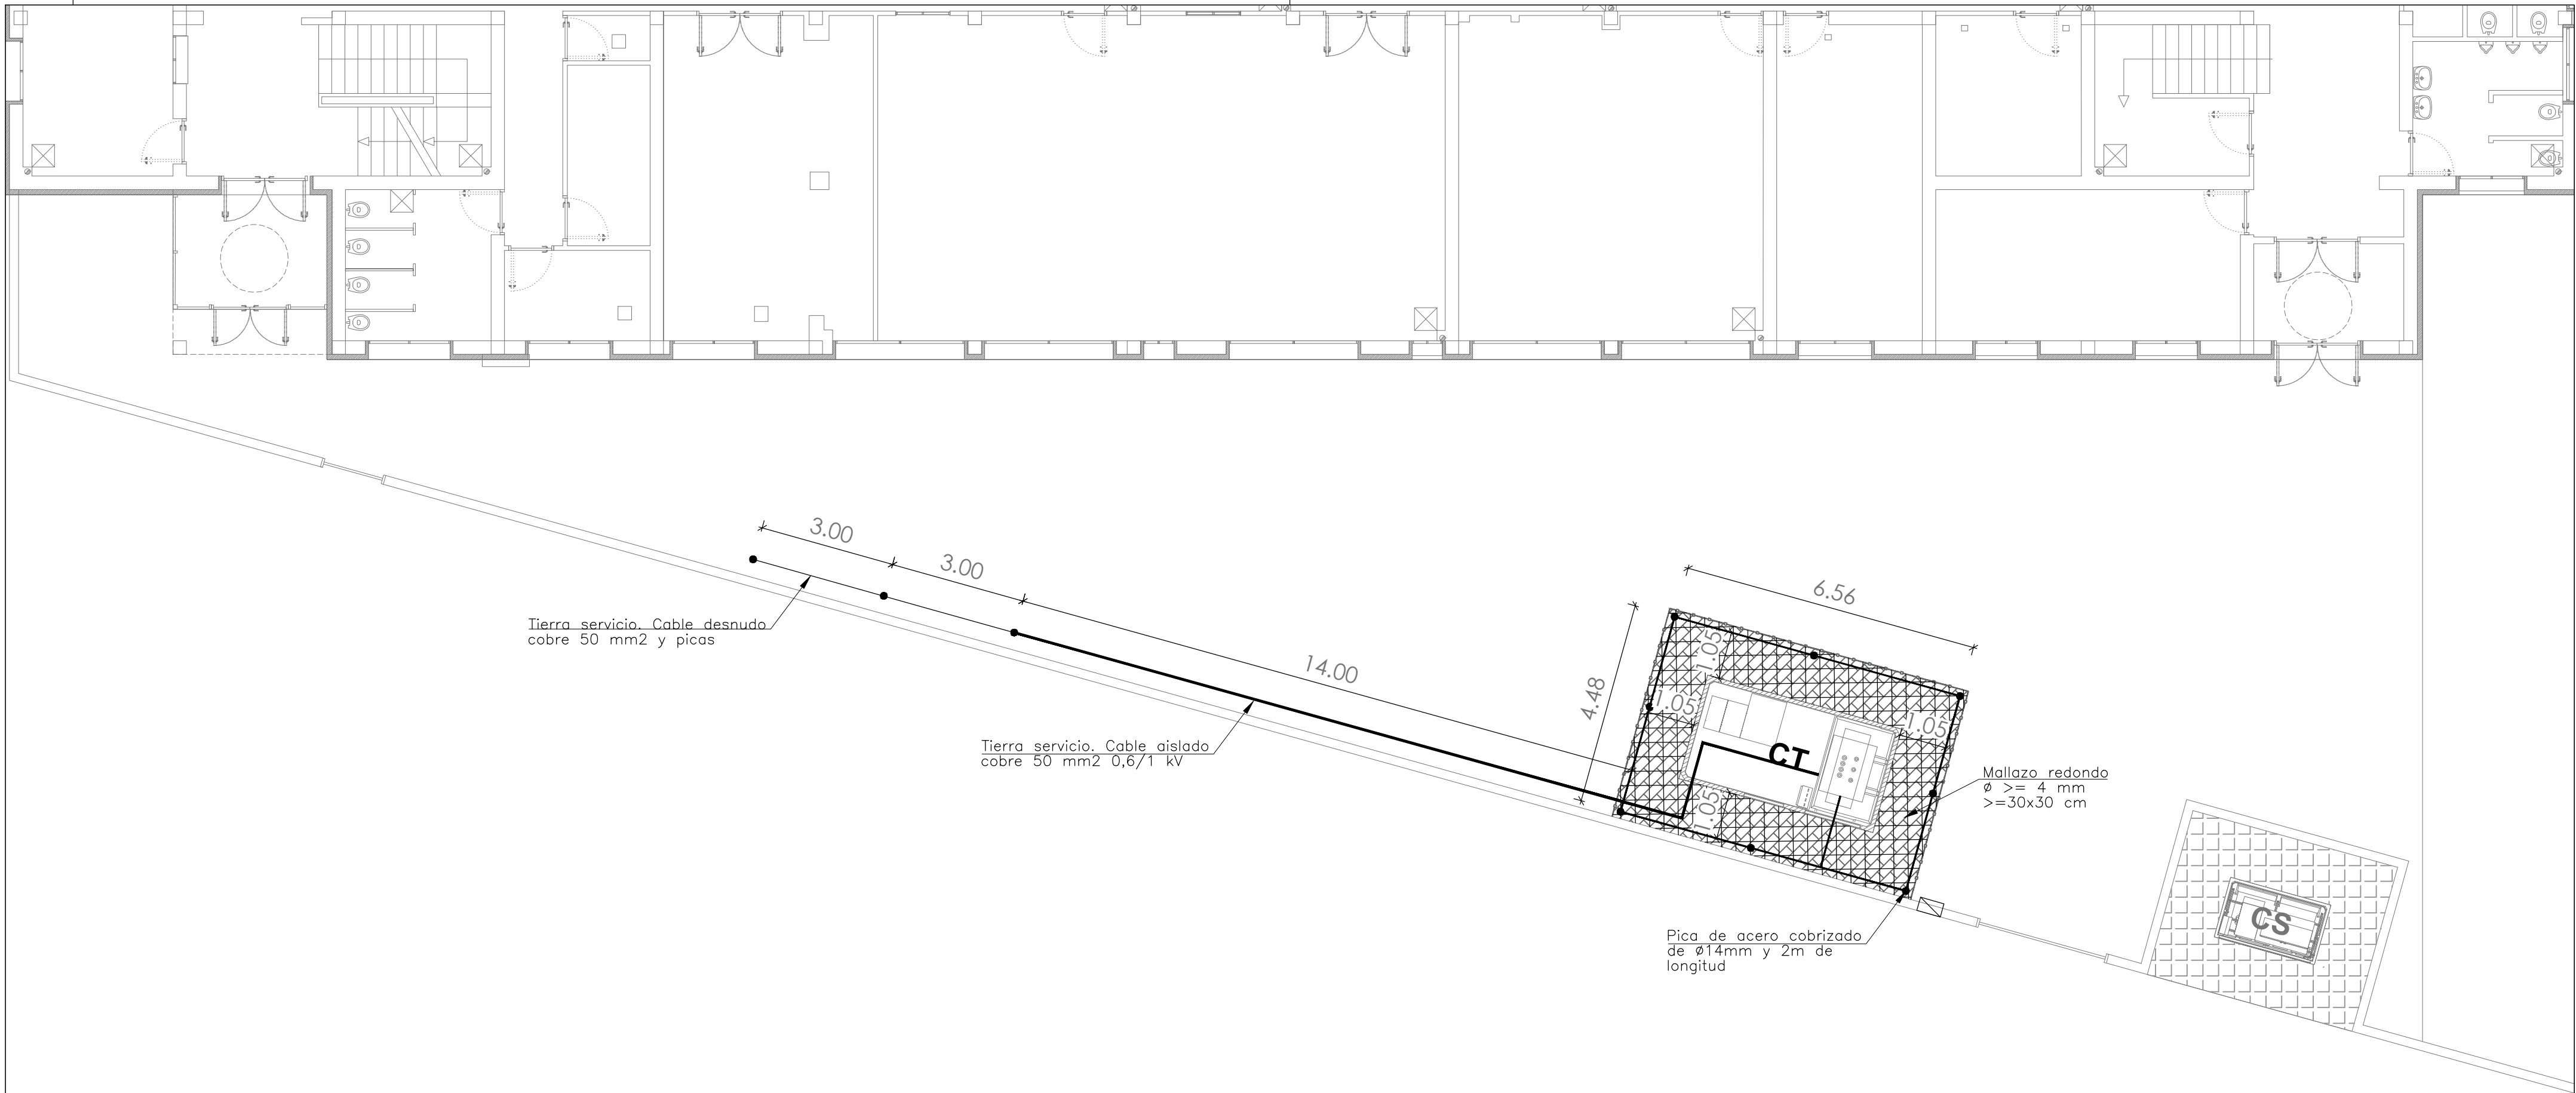 3.00
3.00
6.56
Tierra servicio. Cable desnudo
cobre 50 mm2 y picas
14.00
4.48
1.05
1.05
1.05
1.05
CT
Tierra servicio. Cable aislado
cobre 50 mm2 0,6/1 kV
Mallazo redondo
ø >= 4 mm
>=30x30 cm
CS
Pica de acero cobrizado
de ø14mm y 2m de
longitud